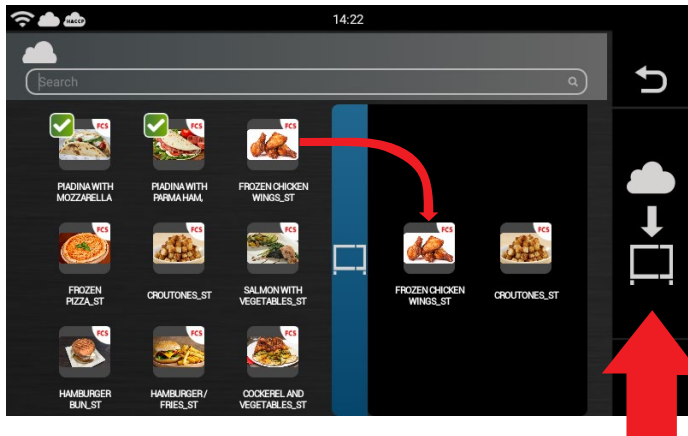 14:22
HACCP
Search
FCS
FCS
FCS
PIADINA WITH
MOZZARELLA
PIADINA WITH
PARMA HAM,
FROZEN CHICKEN
WINGS_ST
FCS
FCS
FCS
FROZEN
PIZZA_ST
CROUTONES_ST
SALMON WITH
VEGETABLES_ST
FCS
FCS
FROZEN CHICKEN
WINGS_ST
CROUTONES_ST
FCS
FCS
FCS
HAMBURGER
BUN_ST
HAMBURGER/
FRIES_ST
COCKEREL AND
VEGETABLES_ST